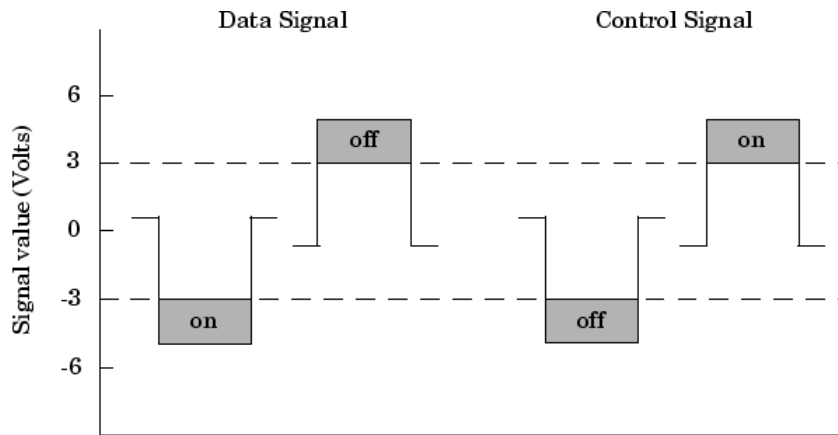 Data Signal
Control Signal
Signal value (Volts)
6
3
0
-3
-6
off
on
on
off